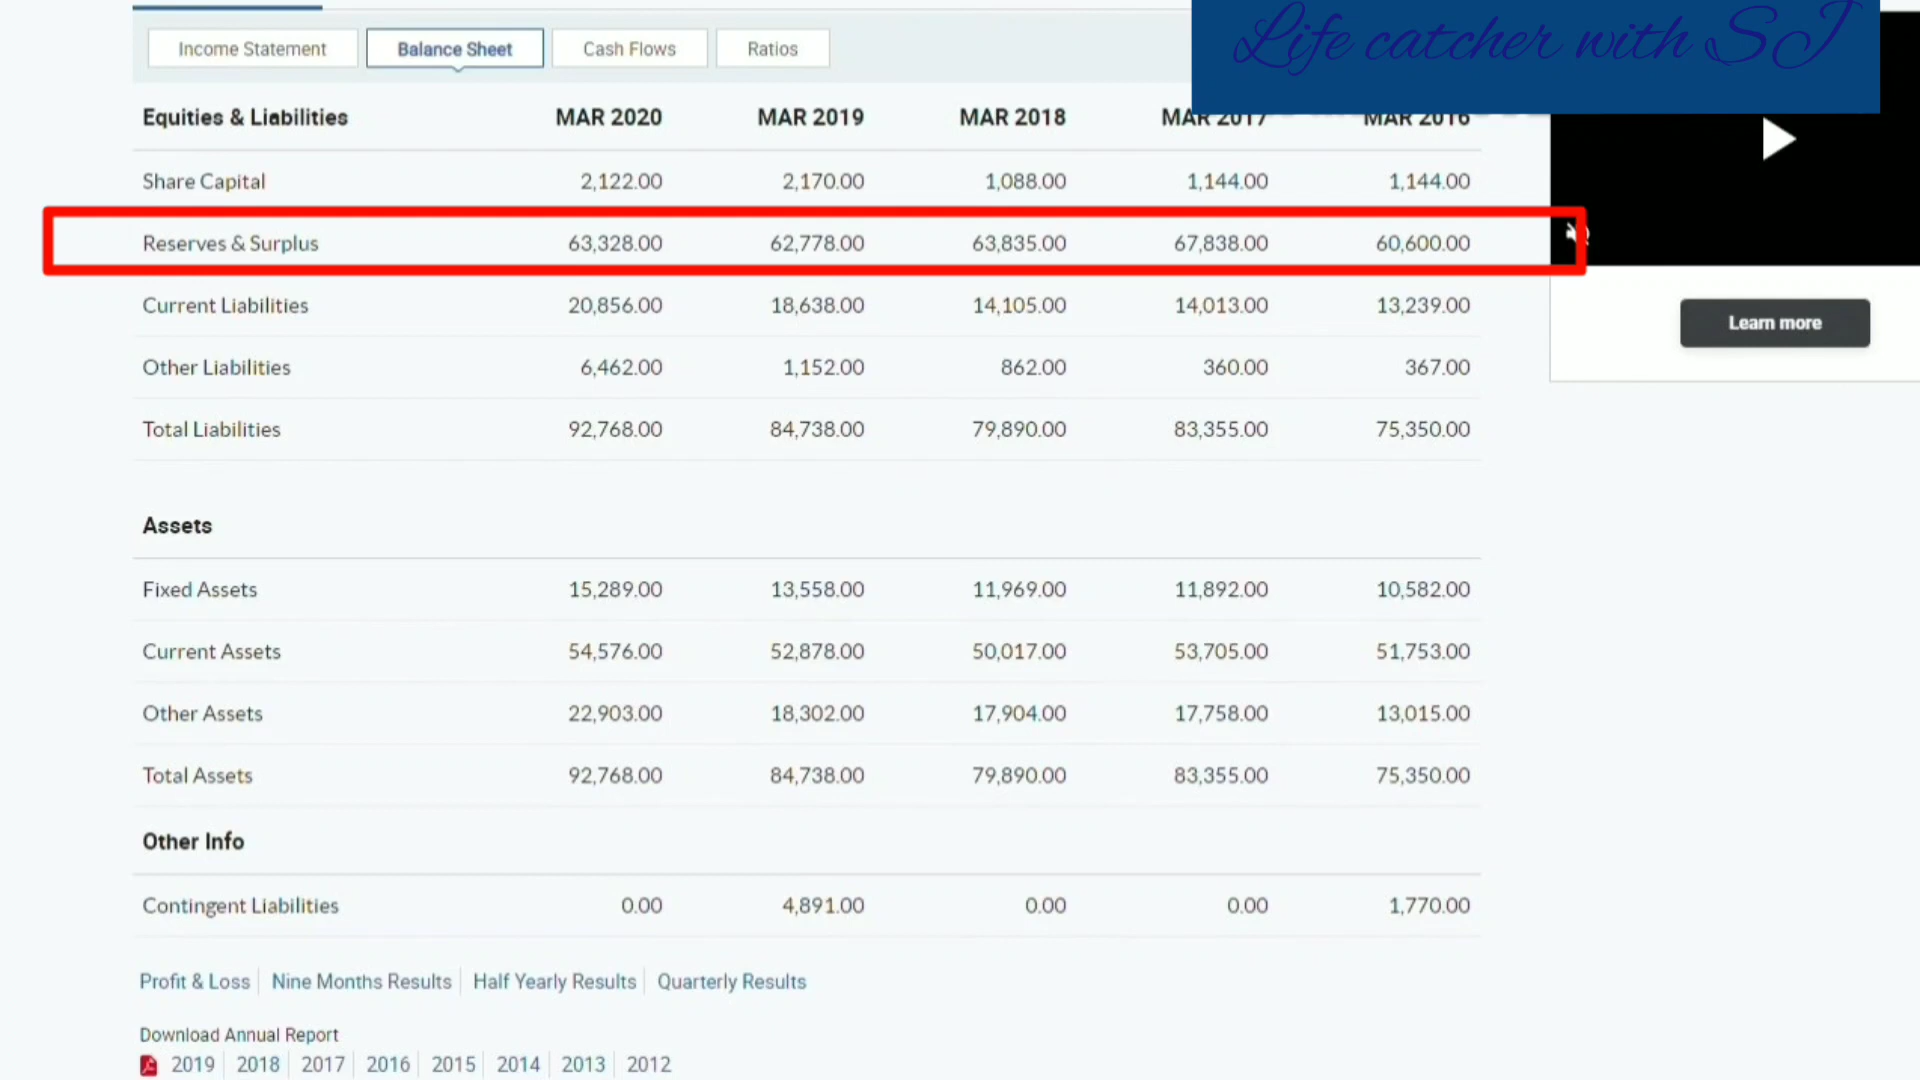 Life catcher with SJ
Income Statement Balance Sheet Cash Flows Ratios
Equities & Liabilities MAR 2020 MAR 2019 MAR 2018 MAR 2017 MAR 2016
Share Capital 2,122.00 2,170.00 1,088.00 1,144.00 1,144.00
Reserves & Surplus 63,328.00 62,778.00 63,835.00 67,838.00 60,600.00
Current Liabilities 20,856.00 18,638.00 14,105.00 14,013.00 13,239.00
Learn more
Other Liabilities 6,462.00 1,152.00 862.00 360.00 367.00
Total Liabilities 92,768.00 84,738.00 79,890.00 83,355.00 75,350.00
Assets
Fixed Assets 15,289.00 13,558.00 11,969.00 11,892.00 10,582.00
Current Assets 54,576.00 52,878.00 50,017.00 53,705.00 51,753.00
Other Assets 22,903.00 18,302.00 17,904.00 17,758.00 13,015.00
Total Assets 92,768.00 84,738.00 79,890.00 83,355.00 75,350.00
Other Info
Contingent Liabilities 0.00 4,891.00 0.00 0.00 1,770.00
Profit & Loss Nine Months Results Half Yearly Results Quarterly Results
Download Annual Report
2019 2018 2017 2016 2015 2014 2013 2012